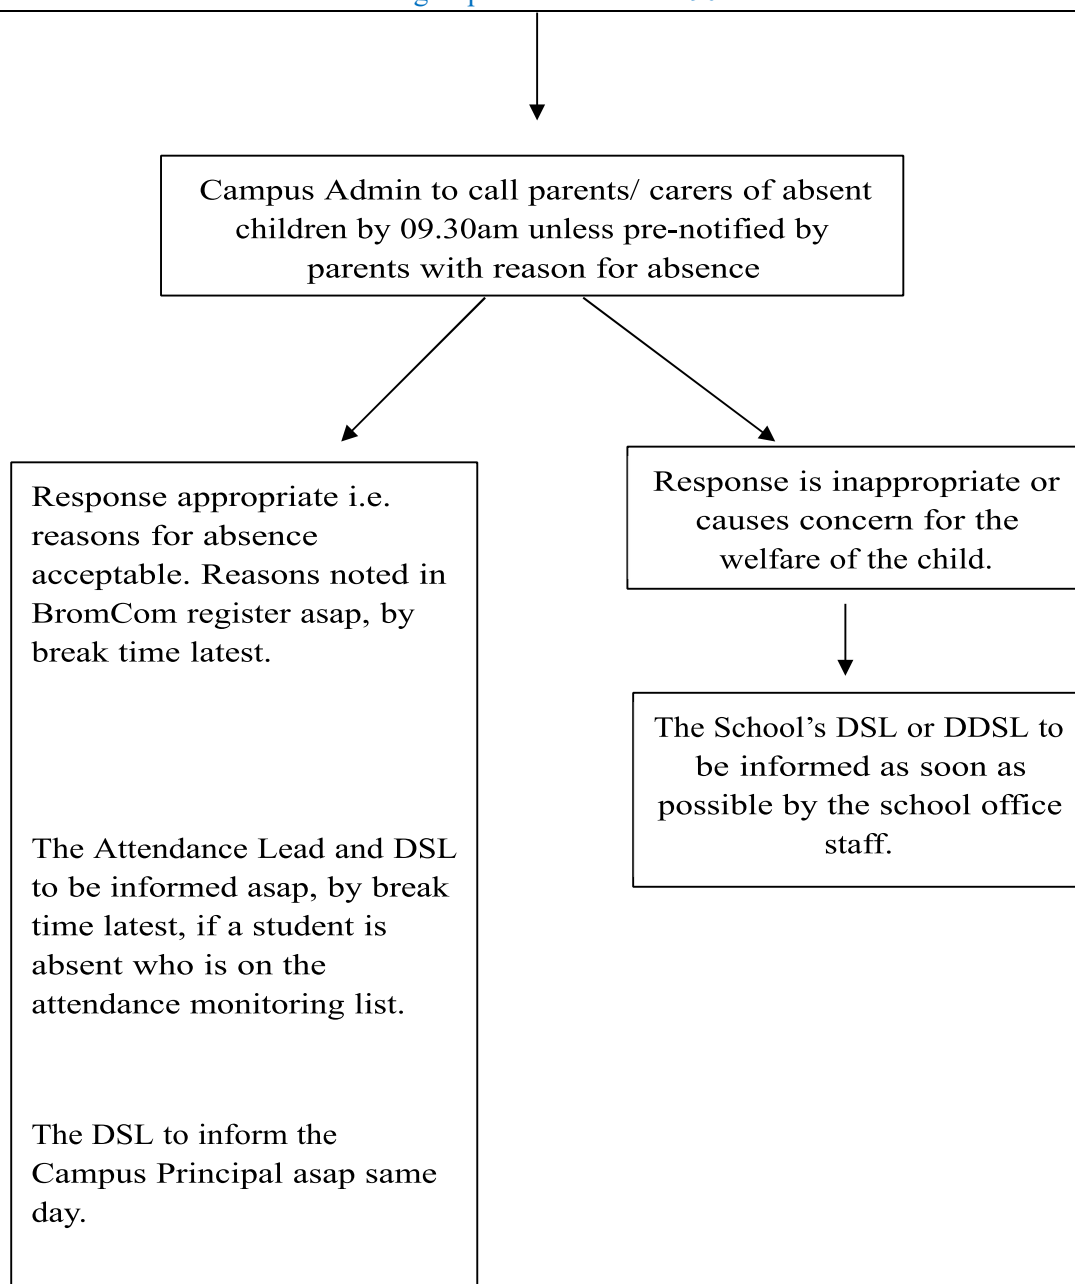 Campus Admin to call parents/ carers of absent
children by 09.30am unless pre-notified by
parents with reason for absence
Response appropriate i.e.
reasons for absence
acceptable. Reasons noted in
BromCom register asap, by
break time latest.
The Attendance Lead and DSL
to be informed asap, by break
time latest, if a student is
absent who is on the
attendance monitoring list.
The DSL to inform the
Campus Principal asap same
day.
Response is inappropriate or
causes concern for the
welfare of the child.
The School’s DSL or DDSL to
be informed as soon as
possible by the school office
staff.